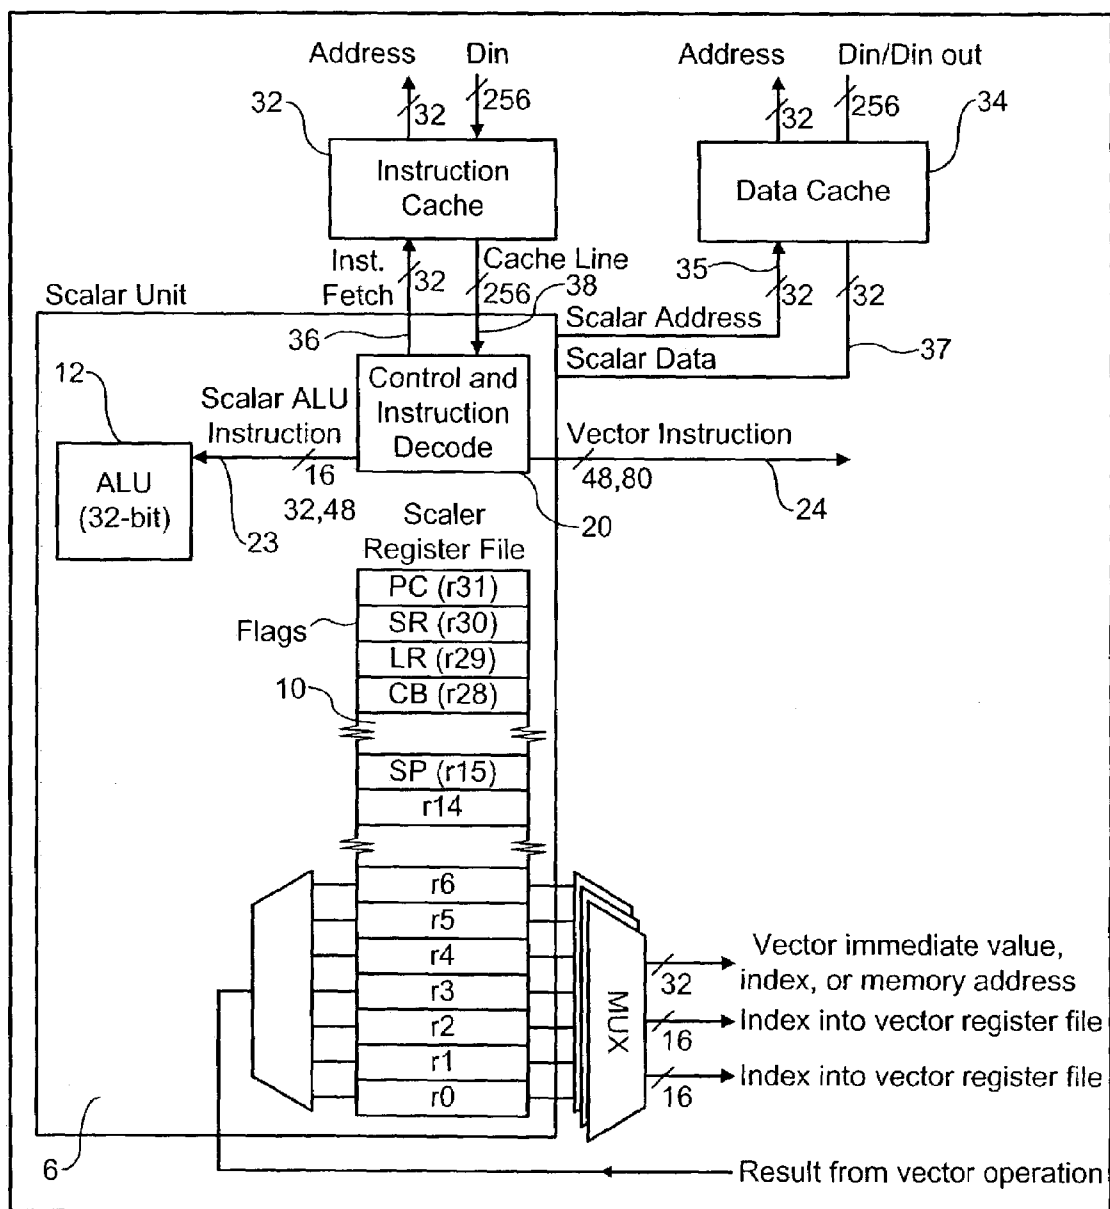 Address
Din
Address
Din/Din out
32
32
256
32
256
34
Instruction
Cache
Data Cache
Inst.
Fetch
32
Cache Line
256
38
35
32
32
Scalar Unit
36
Scalar Address
Scalar Data
37
12
Scalar ALU
Instruction
Control and
Instruction
Decode
Vector Instruction
ALU
(32-bit)
16
32,48
48,80
23
20
24
Scaler
Register File
PC (r31)
Flags
SR (r30)
LR (r29)
10
CB (r28)
SP (r15)
r14
r6
r5
r4
r3
r2
r1
r0
MUX
32
Vector immediate value,
index, or memory address
16
Index into vector register file
16
Index into vector register file
6
Result from vector operation